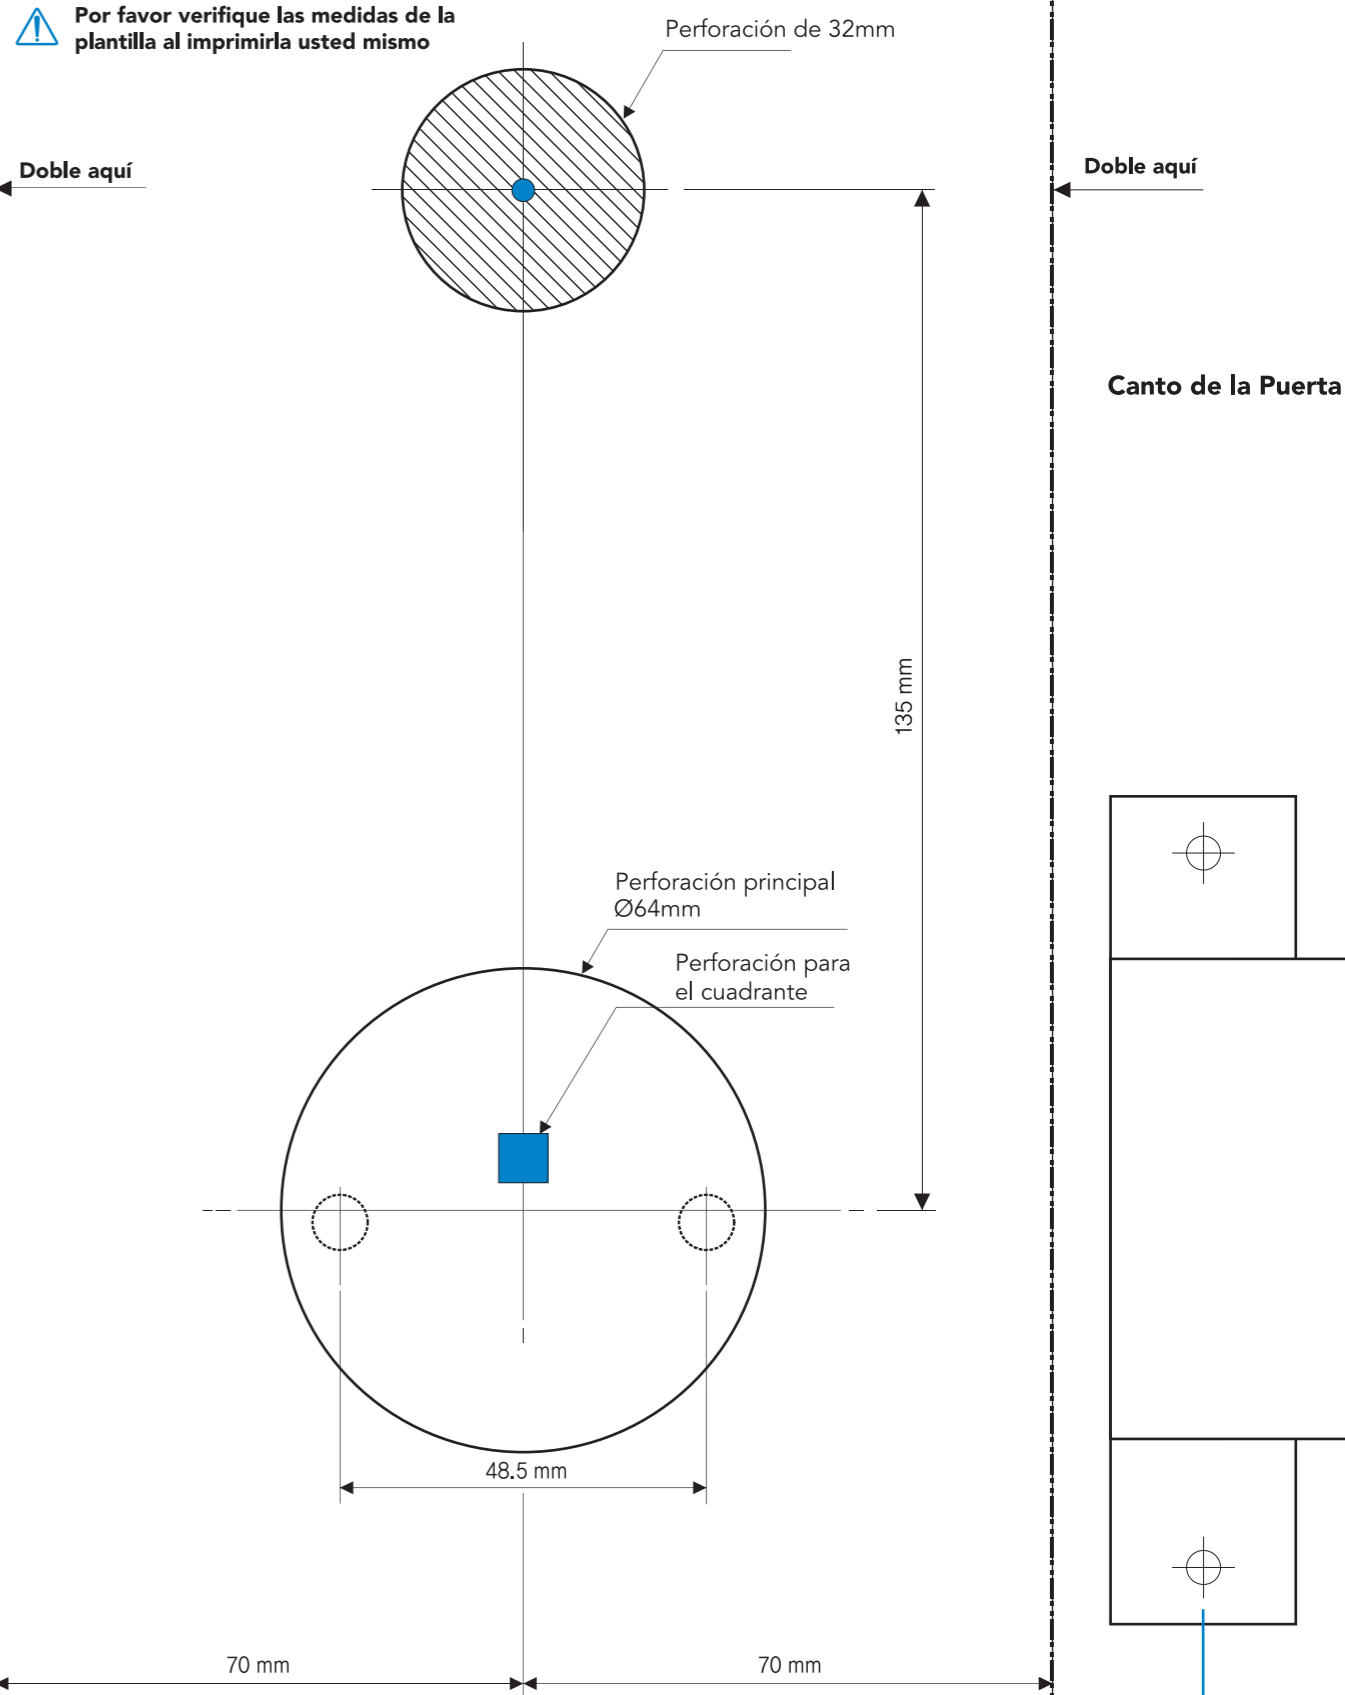 Por favor verifique las medidas de la
plantilla al imprimirla usted mismo
Perforación de 32mm
Doble aquí
Doble aquí
Canto de la Puerta
135 mm
Perforación principal
Ø64mm
Perforación para
el cuadrante
48.5 mm
70 mm
70 mm